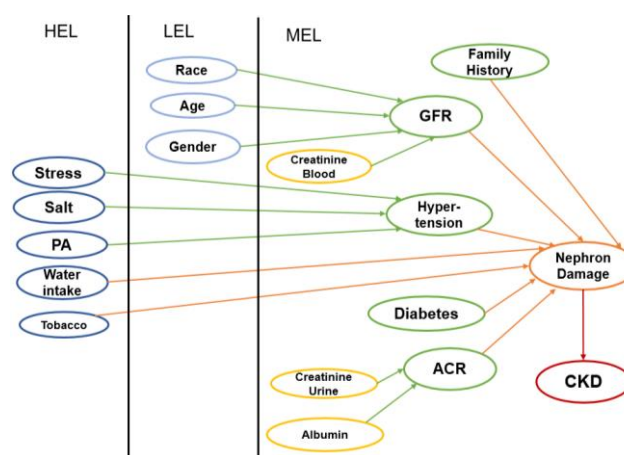 HEL
LEL
MEL
Race
Age
Gender
Creatinine
Blood
GFR
Family
History
Stress
Salt
PA
Water
intake
Tobacco
Hyper-
tension
Nephron
Damage
Diabetes
Creatinine
Urine
ACR
Albumin
CKD